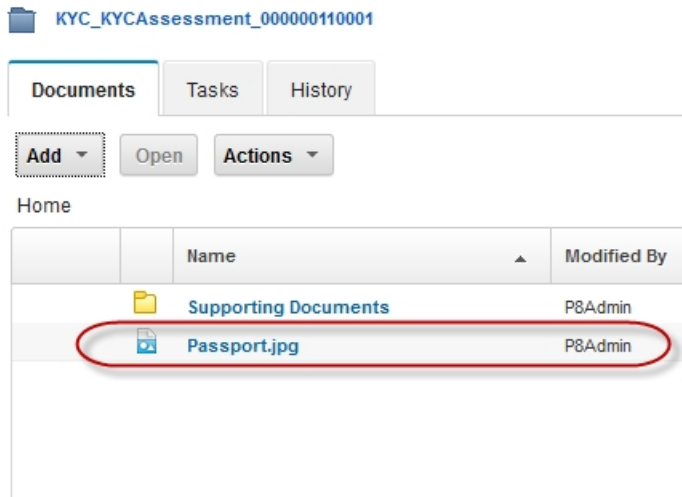 KYC_KYCAssessment_000000110001
Documents Tasks History
Add Open Actions
Home
Name Modified By
Supporting Documents P8Admin
Passport.jpg P8Admin